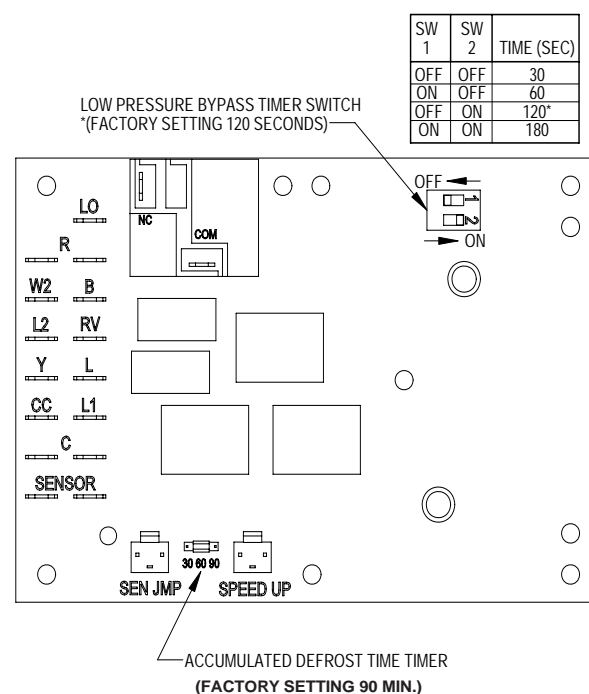 SW 1 SW 2 TIME (SEC)
OFF OFF 30
ON OFF 60
OFF ON 120*
ON ON 180
LOW PRESSURE BYPASS TIMER SWITCH
*(FACTORY SETTING 120 SECONDS)
OFF
1
2
ON
NC
COM
LO
R
W2 B
L2 RV
Y L
CC L1
C
SENSOR
30 60 90
SEN JMP SPEED UP
ACCUMULATED DEFROST TIME TIMER
(FACTORY SETTING 90 MIN.)